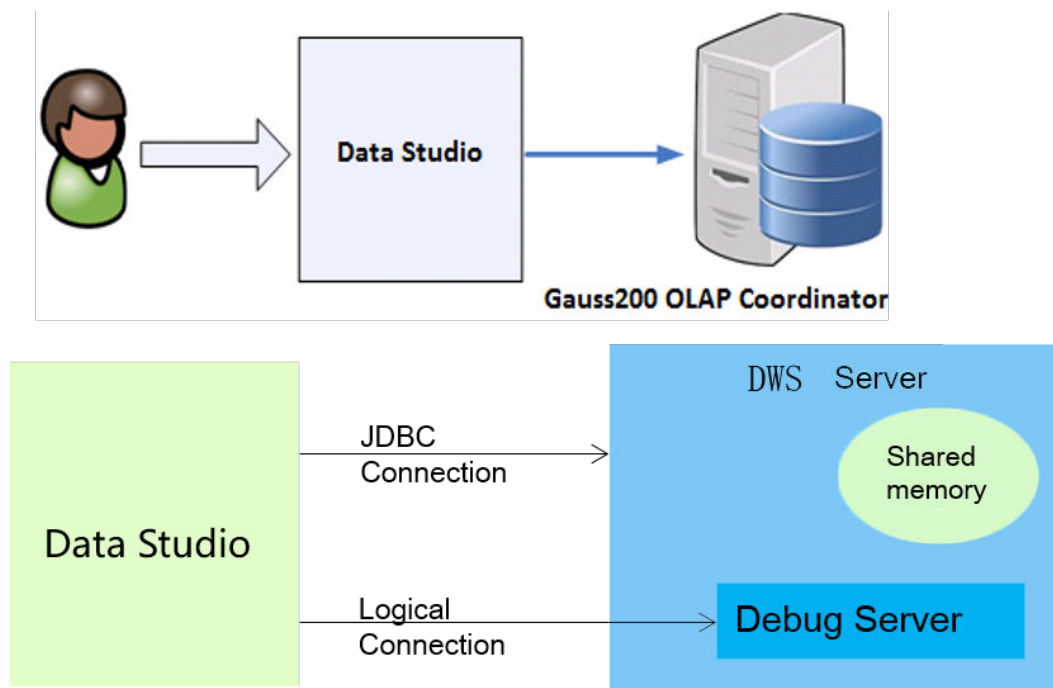 Data Studio
Gauss200 OLAP Coordinator
DWS Server
JDBC
Connection
Shared
memory
Data Studio
Logical
Connection
Debug Server